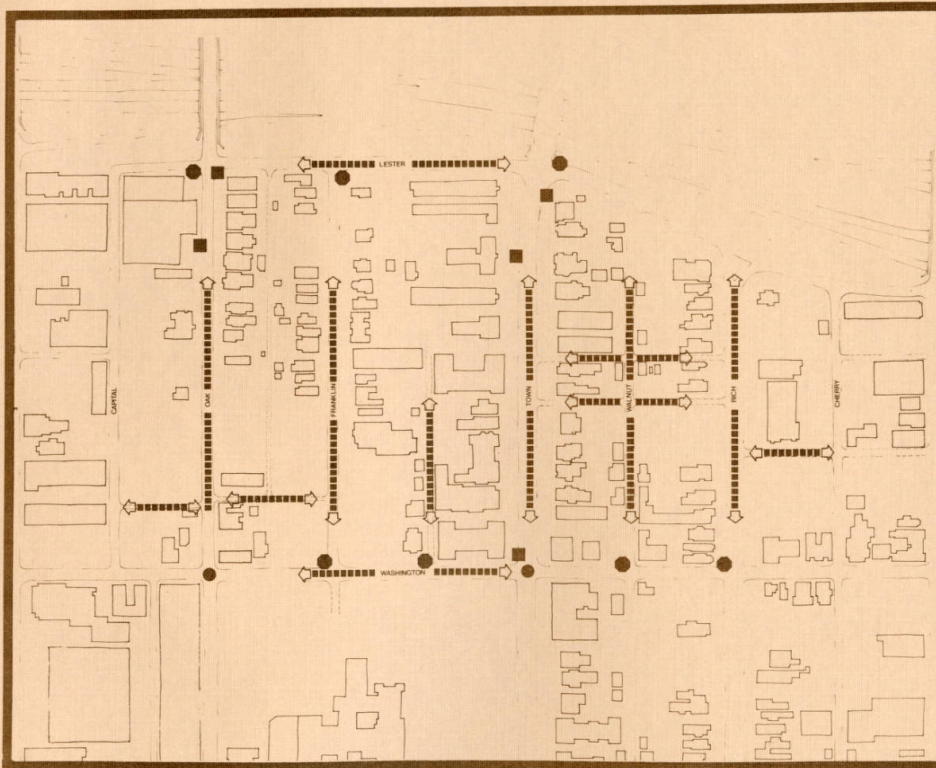 LESTER
CAPITAL
OAK
FRANKLIN
TOWN
WALNUT
RICH
CHERRY
WASHINGTON